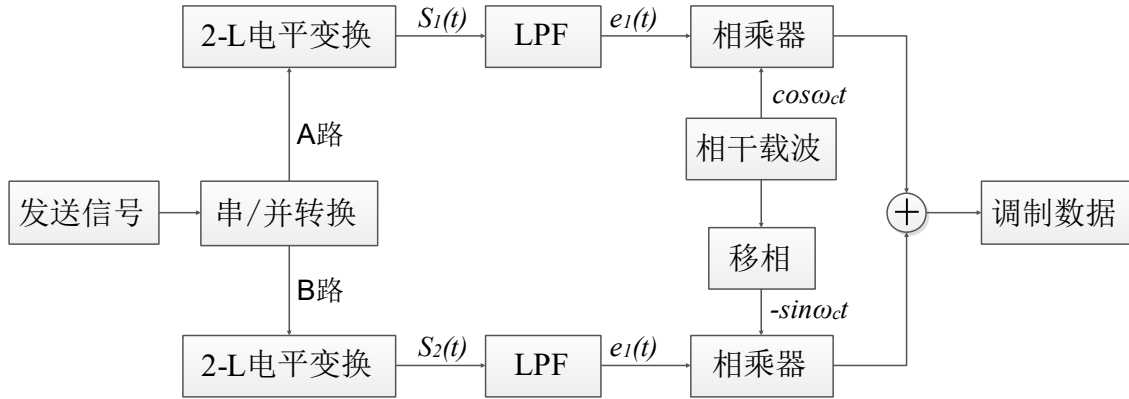 2-L电平变换
S1(t)
LPF
e1(t)
相乘器
cosωct
A路
相干载波
发送信号
串/并转换
+
调制数据
移相
B路
-sinωct
2-L电平变换
S2(t)
LPF
e1(t)
相乘器